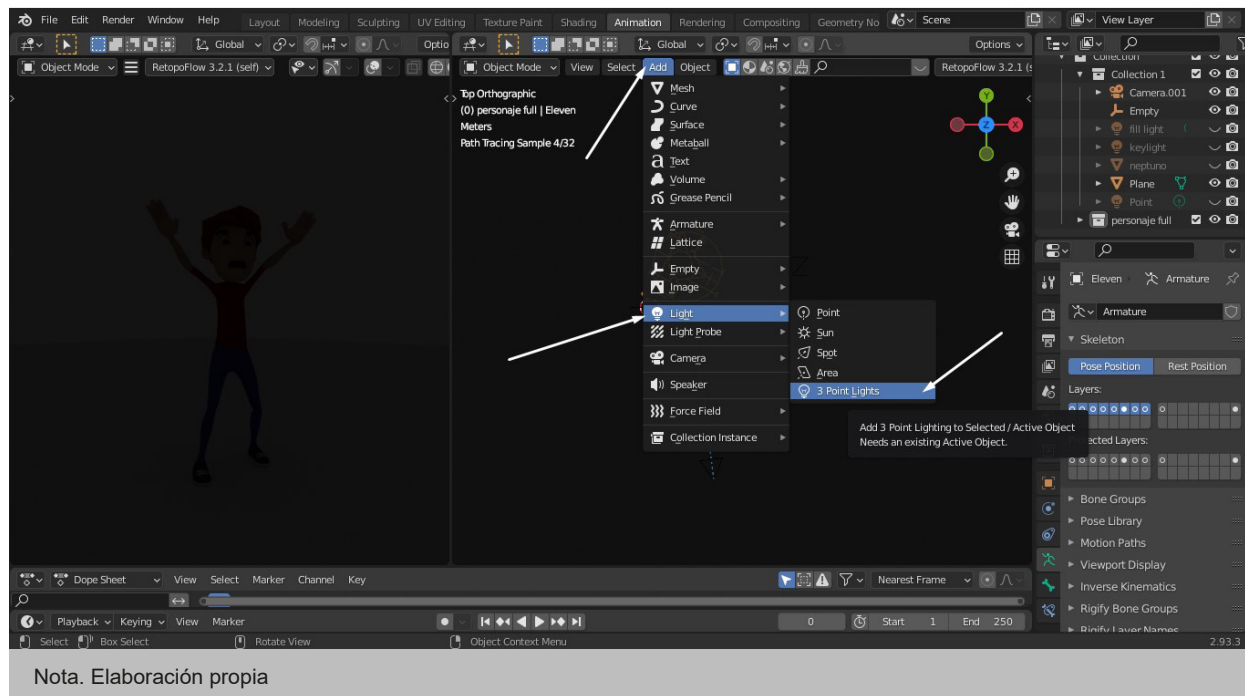 File Edit Render Window Help Layout Modeling Sculpting UV Editing Texture Paint Shading Animation Rendering Compositing Geometry No Scene View Layer
Global Optio Global Options
Object Mode RetopoFlow 3.2.1 (self) Object Mode View Select Add Object RetopoFlow 3.2.1 (s
Top Orthographic
(0) personaje full | Eleven
Meters
Path Tracing Sample 4/32
Mesh
Curve
Surface
Metaball
Text
Volume
Grease Pencil
Armature
Lattice
Empty
Image
Light
Light Probe
Camera
Speaker
Force Field
Collection Instance
Point
Sun
Spot
Area
3 Point Lights
Add 3 Point Lighting to Selected / Active Object
Needs an existing Active Object.
Y
Z
X
Collection
Collection 1
Camera.001
Empty
fill light
keylight
neptuno
Plane
Point
personaje full
Eleven Armature
Armature
Skeleton
Pose Position Rest Position
Layers:
Layers:
Bone Groups
Pose Library
Motion Paths
Viewport Display
Inverse Kinematics
Rigify Bone Groups
Rigify Layer Names
Dope Sheet View Select Marker Channel Key Nearest Frame
Playback Keying View Marker 0 Start 1 End 250
Select Box Select Rotate View Object Context Menu 2.93.3
Nota. Elaboración propia